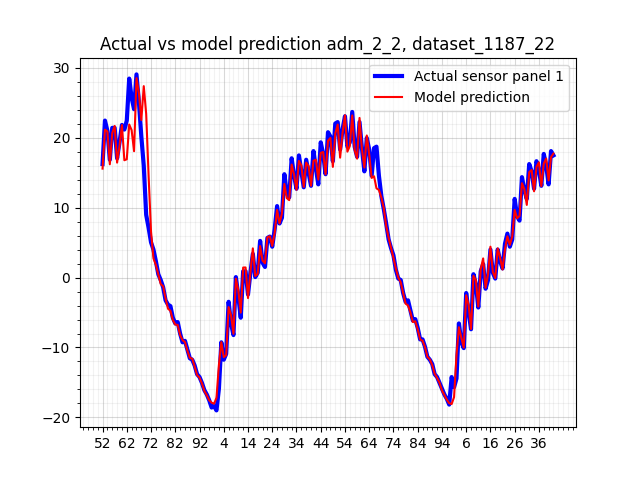 Actual vs model prediction adm_2_2, dataset_1187_22
Actual sensor panel 1
Model prediction
30
20
10
0
−10
−20
52 62 72 82 92 4 14 24 34 44 54 64 74 84 94 6 16 26 36